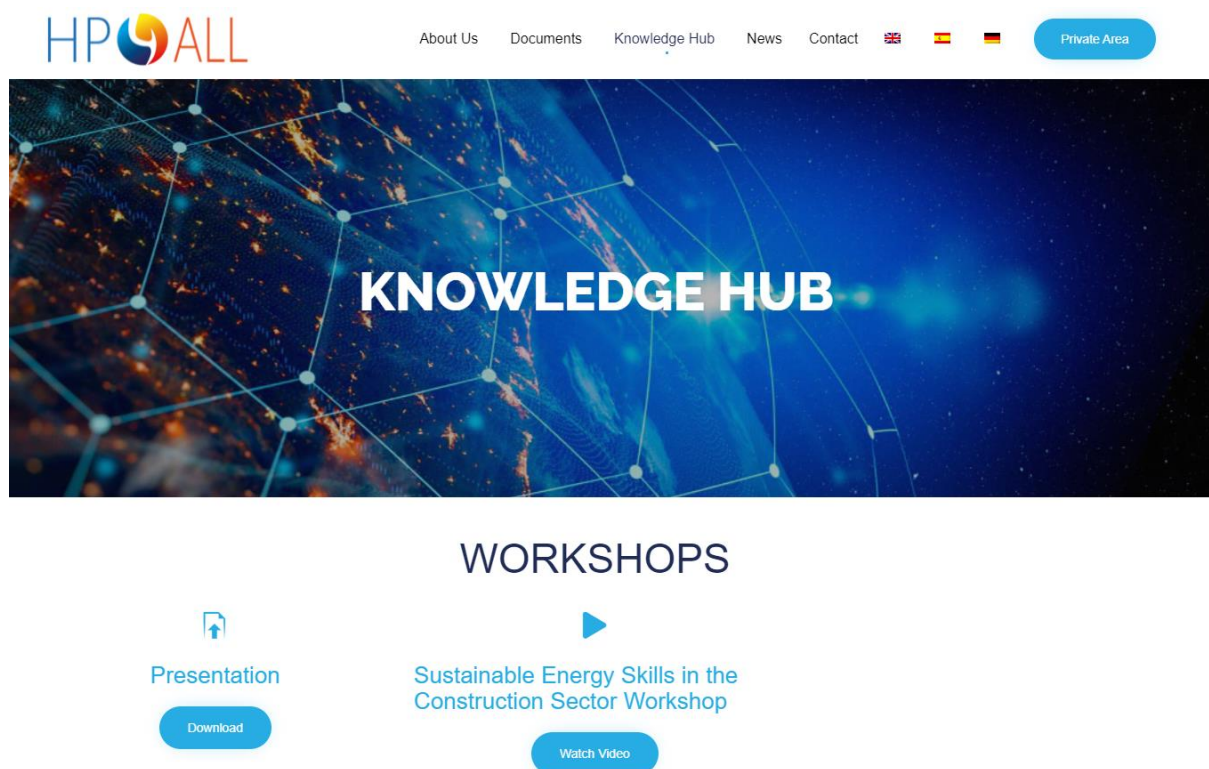 HP4ALL
About Us Documents Knowledge Hub News Contact Private Area
KNOWLEDGE HUB
WORKSHOPS
Presentation
Download
Sustainable Energy Skills in the
Construction Sector Workshop
Watch Video